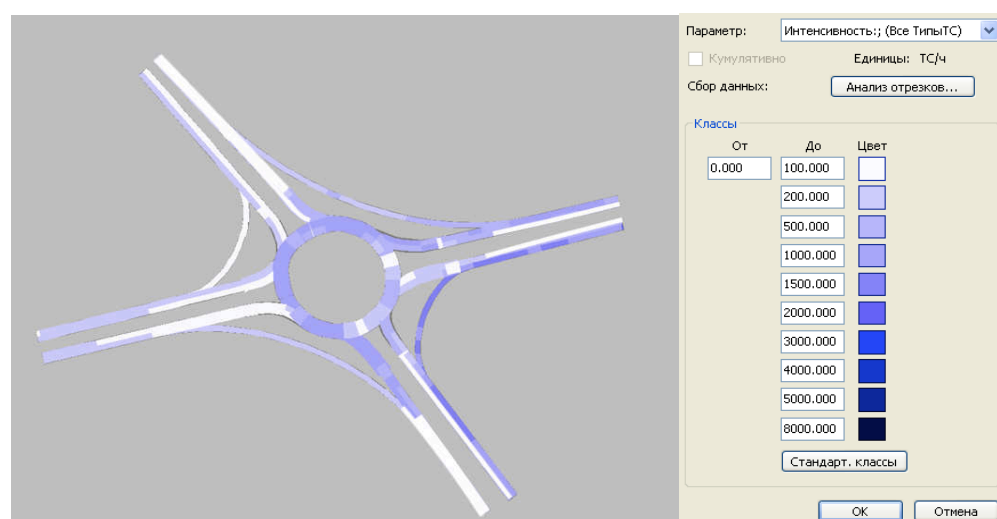 Параметр: Интенсивность:; (Все ТипыТС)
Кумулятивно Единицы: ТС/ч
Сбор данных: Анализ отрезков...
Классы
От До Цвет
0.000 100.000
200.000
500.000
1000.000
1500.000
2000.000
3000.000
4000.000
5000.000
8000.000
Стандарт. классы
ОК Отмена